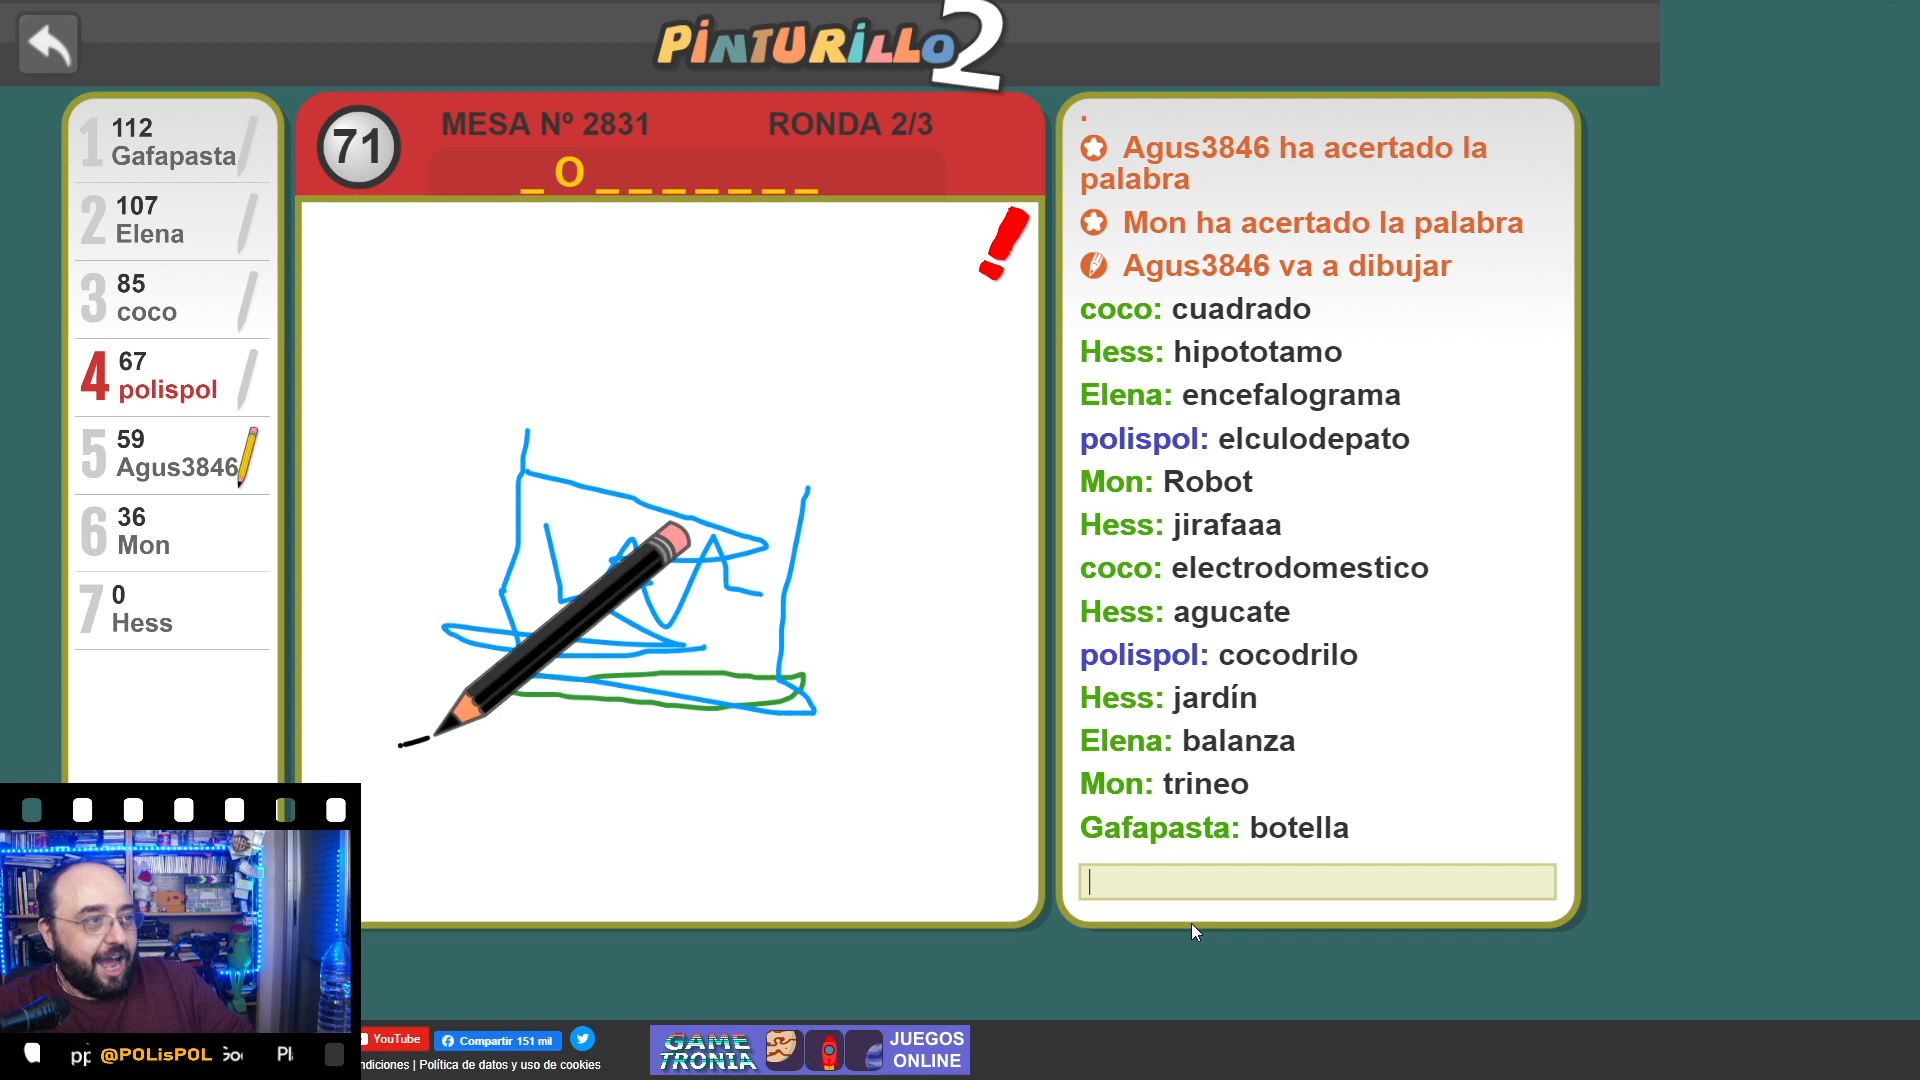 PINTURILLO 2
1 112 Gafapasta
2 107 Elena
3 85 coco
4 67 polispol
5 59 Agus3846
6 36 Mon
7 0 Hess
71
MESA Nº 2831 RONDA 2/3
_ O _ _ _ _ _ _ _
!
.
Agus3846 ha acertado la
palabra
Mon ha acertado la palabra
Agus3846 va a dibujar
coco: cuadrado
Hess: hipototamo
Elena: encefalograma
polispol: elculodepato
Mon: Robot
Hess: jirafaaa
coco: electrodomestico
Hess: agucate
polispol: cocodrilo
Hess: jardín
Elena: balanza
Mon: trineo
Gafapasta: botella
@POLisPOL
YouTube
Compartir 151 mil
ndiciones | Política de datos y uso de cookies
GAME
TRONIA
JUEGOS
ONLINE